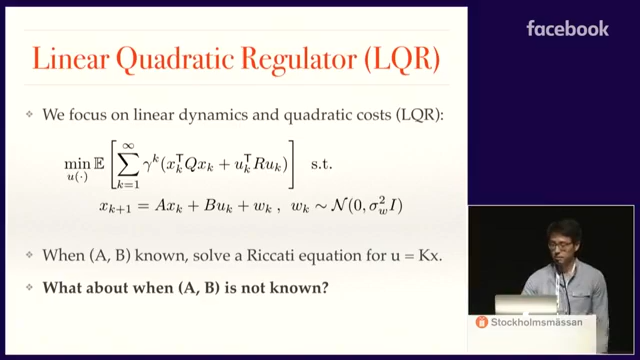 facebook
Linear Quadratic Regulator (LQR)
❖ We focus on linear dynamics and quadratic costs (LQR):
min_{u(·)} 𝔼 [ ∑_{k=1}^{∞} γ^k (x_k^T Q x_k + u_k^T R u_k) ] s.t.
x_{k+1} = Ax_k + Bu_k + w_k , w_k ∼ 𝒩(0, σ_w^2 I)
❖ When (A, B) known, solve a Riccati equation for u = Kx.
❖ What about when (A, B) is not known?
Stockholmsmässan